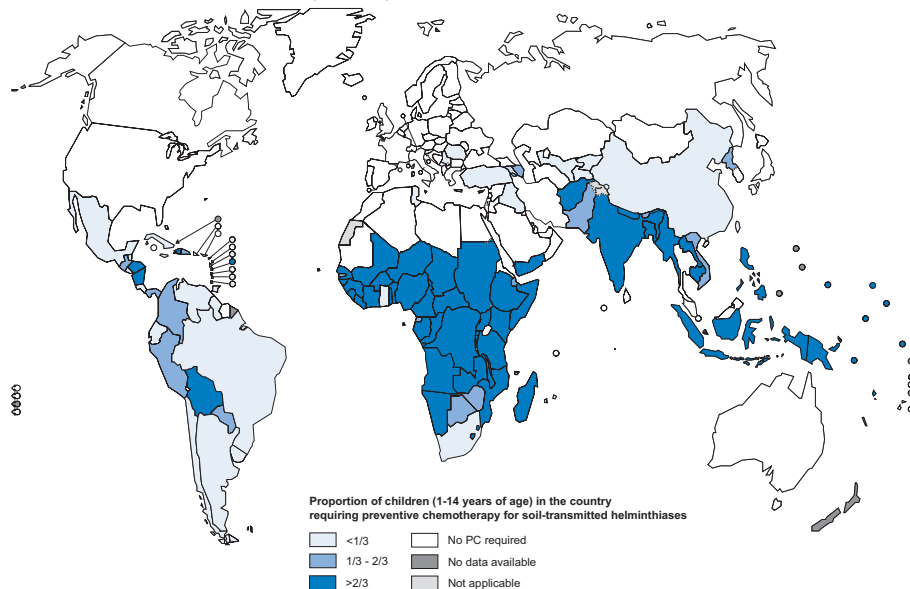 Proportion of children (1-14 years of age) in the country
requiring preventive chemotherapy for soil-transmitted helminthiases
<1/3
No PC required
1/3 - 2/3
No data available
>2/3
Not applicable